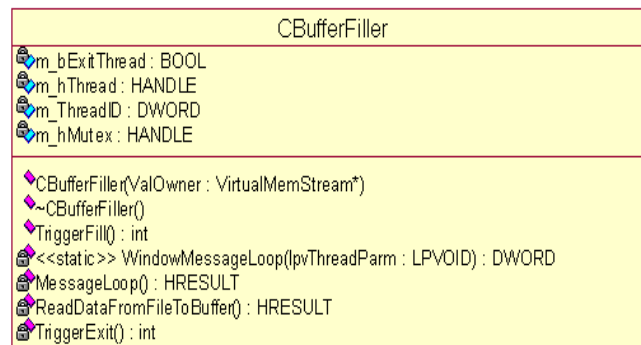 CBufferFiller
m_bExitThread : BOOL
m_hThread : HANDLE
m_ThreadID : DWORD
m_hMutex : HANDLE
CBufferFiller(ValOwner : VirtualMemStream*)
~CBufferFiller()
TriggerFill() : int
<<static>> WindowMessageLoop(lpvThreadParm : LPVOID) : DWORD
MessageLoop() : HRESULT
ReadDataFromFileToBuffer() : HRESULT
TriggerExit() : int